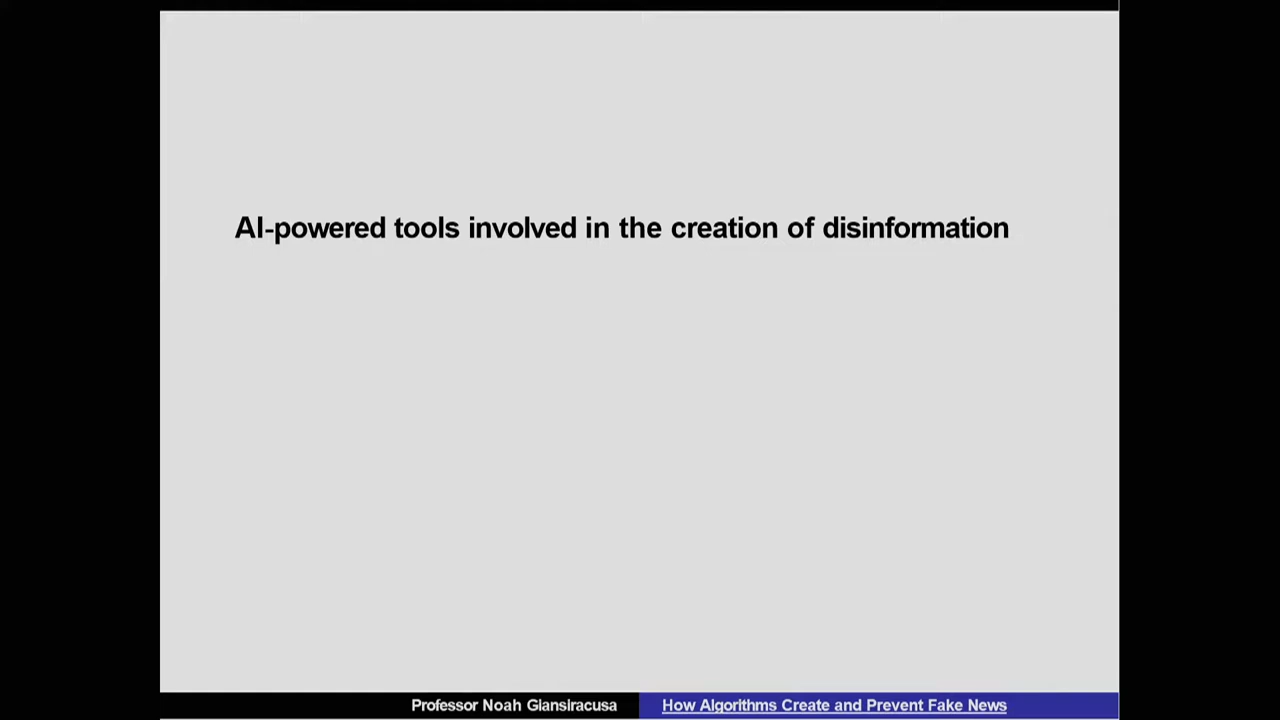 AI-powered tools involved in the creation of disinformation
Professor Noah Giansiracusa
How Algorithms Create and Prevent Fake News